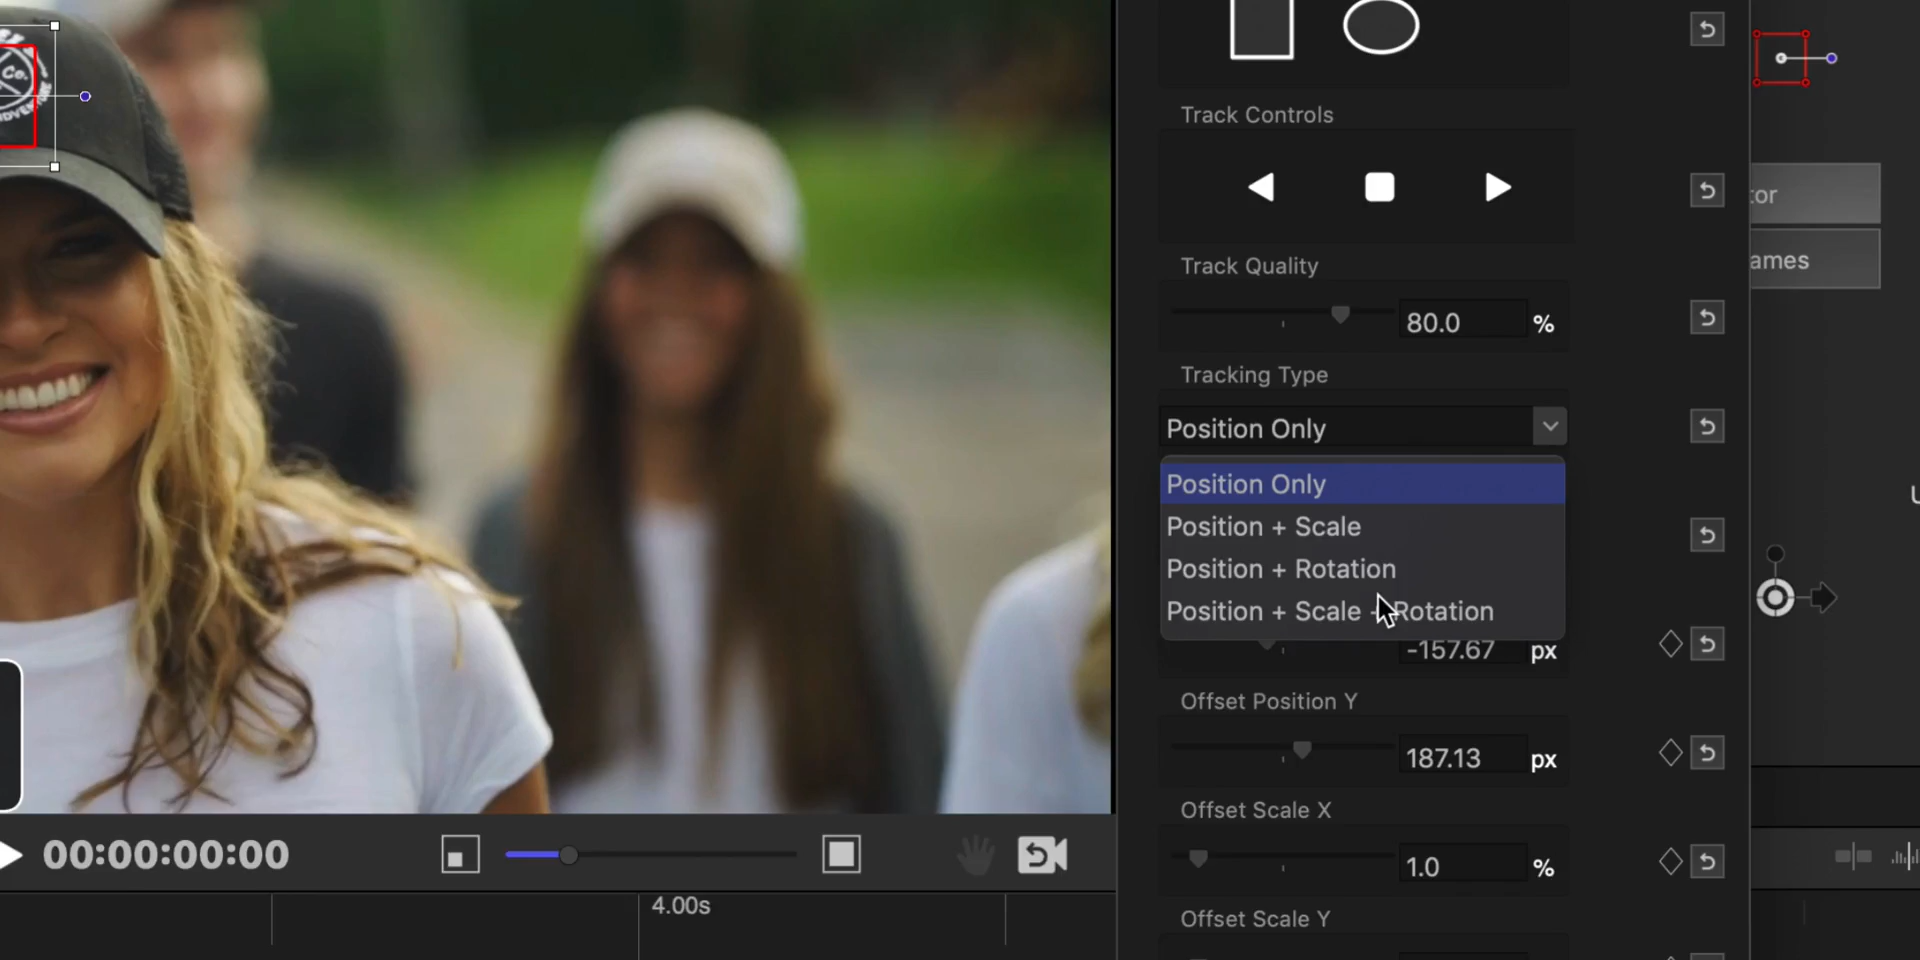 Co.
Track Controls
Track Quality
80.0 %
Tracking Type
Position Only
Position Only
Position + Scale
Position + Rotation
Position + Scale + Rotation
-157.67 px
Offset Position Y
187.13 px
Offset Scale X
1.0 %
Offset Scale Y
tor
ames
00:00:00:00
4.00s